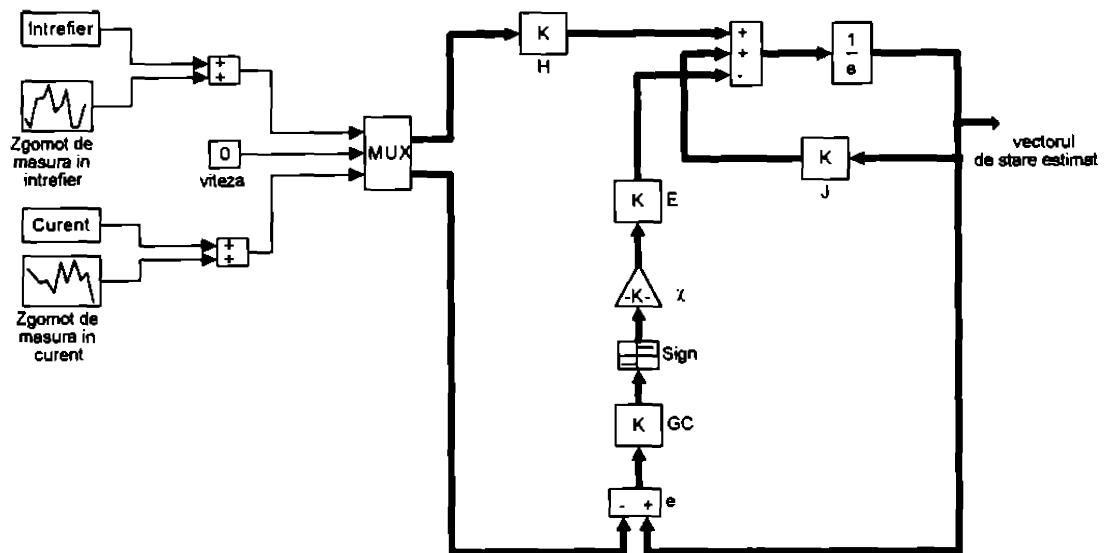 Intrefier
+
+
Zgomot de
masura in
intrefier
0
viteza
Curent
+
+
Zgomot de
masura in
curent
MUX
K
H
+
+
-
1
s
vectorul
de stare estimat
K
J
K
E
-K-
χ
Sign
K
GC
- +
e